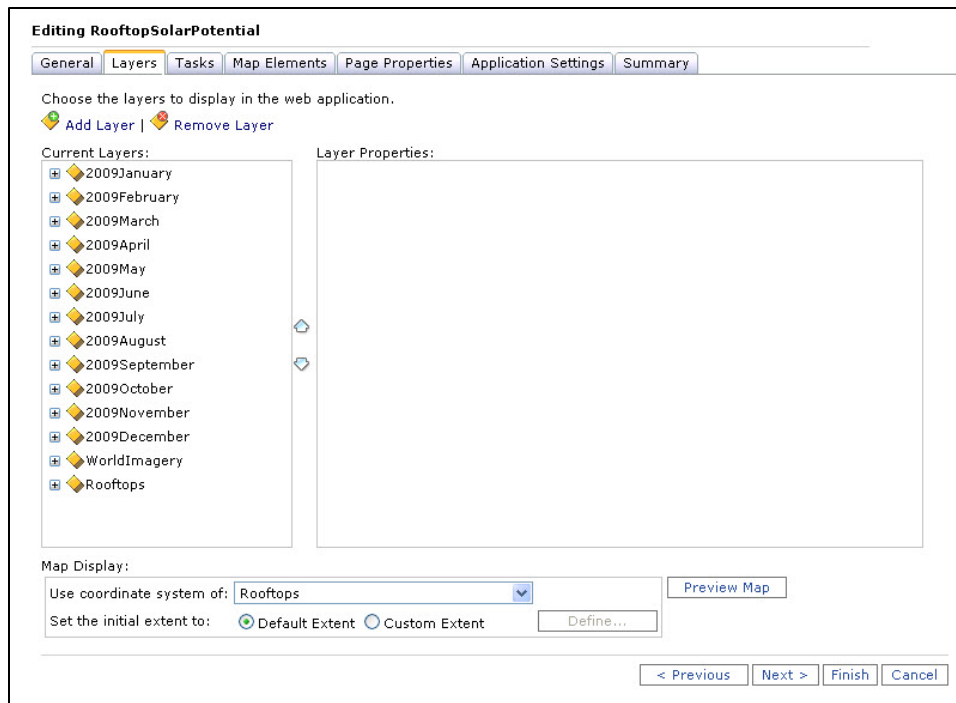 Editing RooftopSolarPotential
General Layers Tasks Map Elements Page Properties Application Settings Summary
Choose the layers to display in the web application.
Add Layer | Remove Layer
Current Layers: Layer Properties:
2009January
2009February
2009March
2009April
2009May
2009June
2009July
2009August
2009September
2009October
2009November
2009December
WorldImagery
Rooftops
Map Display:
Use coordinate system of: Rooftops Preview Map
Set the initial extent to: Default Extent Custom Extent Define...
< Previous Next > Finish Cancel